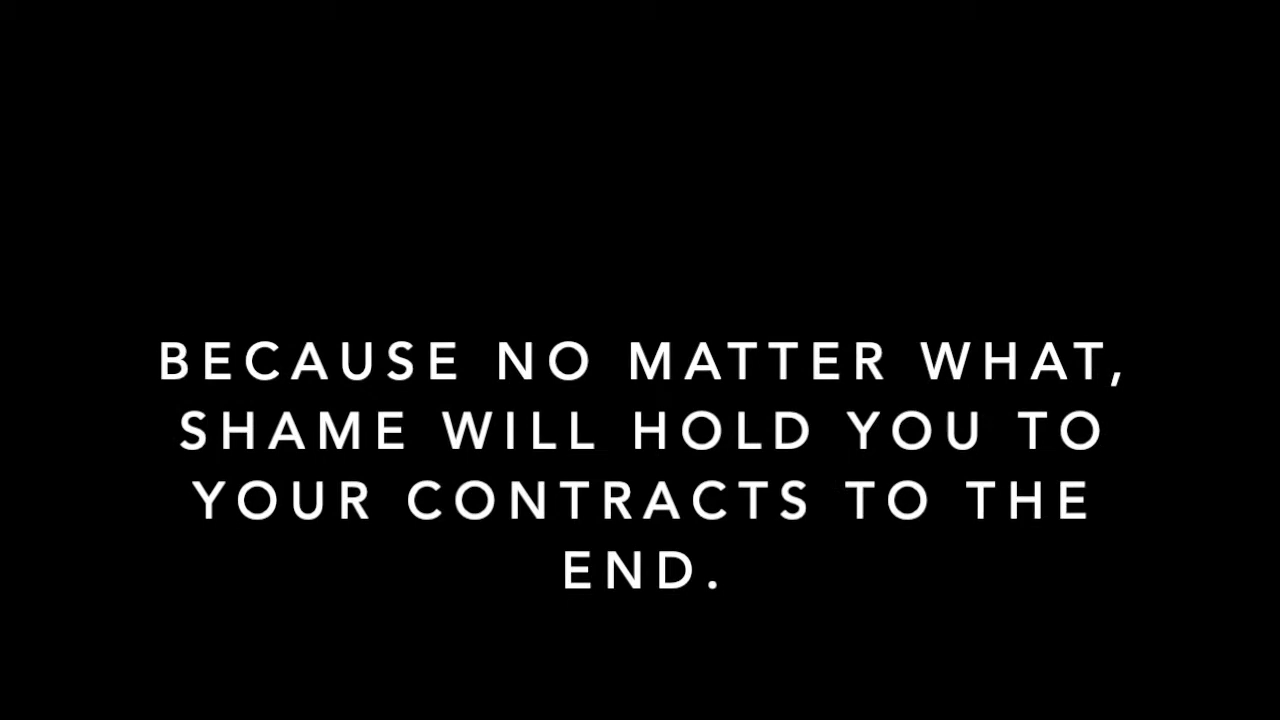 BECAUSE NO MATTER WHAT,
SHAME WILL HOLD YOU TO
YOUR CONTRACTS TO THE
END.